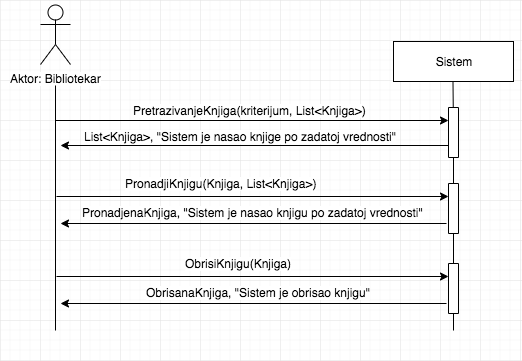 Aktor: Bibliotekar
Sistem
PretrazivanjeKnjiga(kriterijum, List<Knjiga>)
List<Knjiga>, "Sistem je nasao knjige po zadatoj vrednosti"
PronadjiKnjigu(Knjiga, List<Knjiga>)
PronadjenaKnjiga, "Sistem je nasao knjigu po zadatoj vrednosti"
ObrisiKnjigu(Knjiga)
ObrisanaKnjiga, "Sistem je obrisao knjigu"